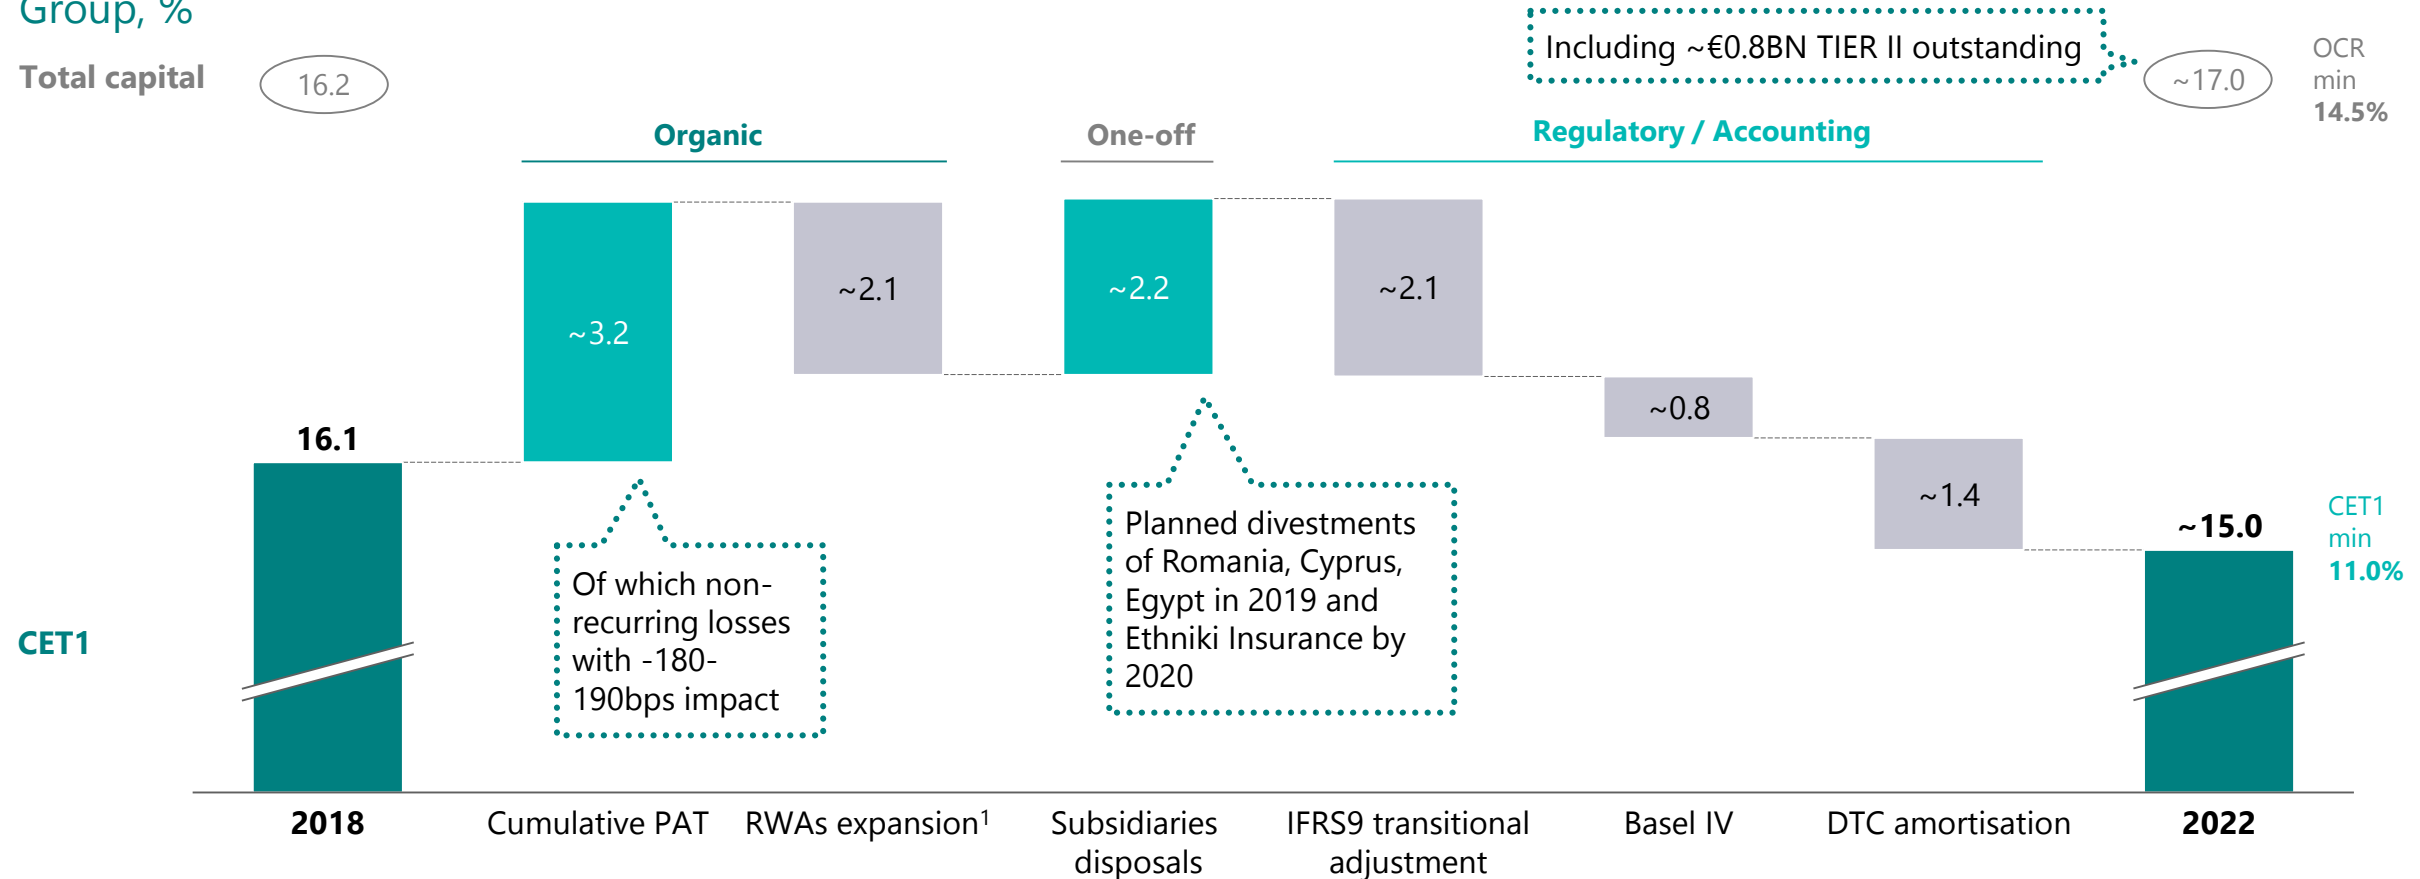 Group, %
Total capital
16.2
Including ~€0.8BN TIER II outstanding
~17.0
OCR
min
14.5%
Organic
One-off
Regulatory / Accounting
16.1
~3.2
~2.1
~2.2
~2.1
~0.8
~1.4
~15.0
CET1
min
11.0%
Of which non-
recurring losses
with -180-
190bps impact
Planned divestments
of Romania, Cyprus,
Egypt in 2019 and
Ethniki Insurance by
2020
CET1
2018
Cumulative PAT
RWAs expansion¹
Subsidiaries
disposals
IFRS9 transitional
adjustment
Basel IV
DTC amortisation
2022